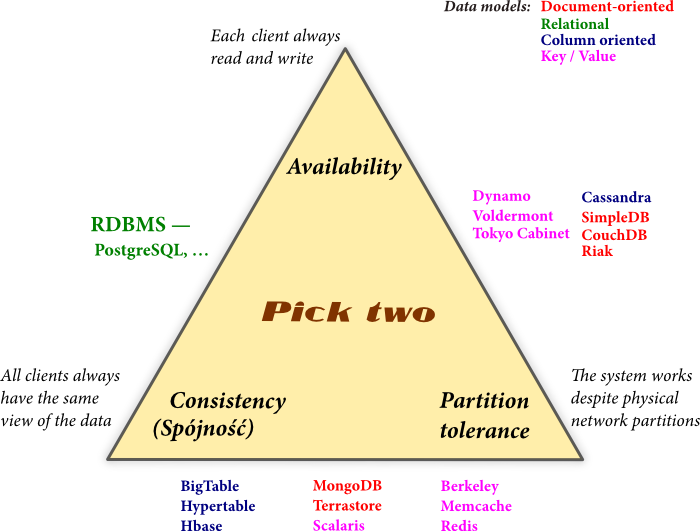 Data models: Document-oriented
Relational
Column oriented
Key / Value
Each client always
read and write
Availability
Dynamo
Voldermont
Tokyo Cabinet
Cassandra
SimpleDB
CouchDB
Riak
RDBMS —
PostgreSQL, …
Pick two
All clients always
have the same
view of the data
Consistency
(Spójność)
Partition
tolerance
The system works
despite physical
network partitions
BigTable
Hypertable
Hbase
MongoDB
Terrastore
Scalaris
Berkeley
Memcache
Redis